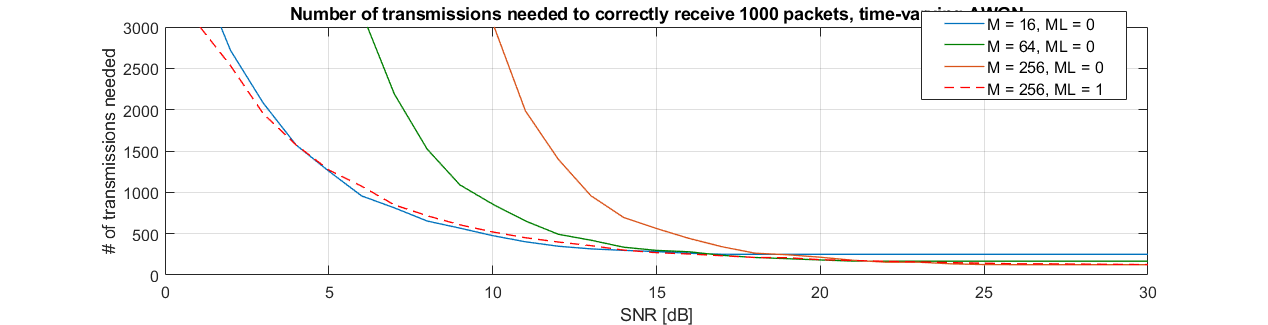 Number of transmissions needed to correctly receive 1000 packets, time-varying AWGN
M = 16, ML = 0
M = 64, ML = 0
M = 256, ML = 0
M = 256, ML = 1
# of transmissions needed
3000
2500
2000
1500
1000
500
0
0 5 10 15 20 25 30
SNR [dB]